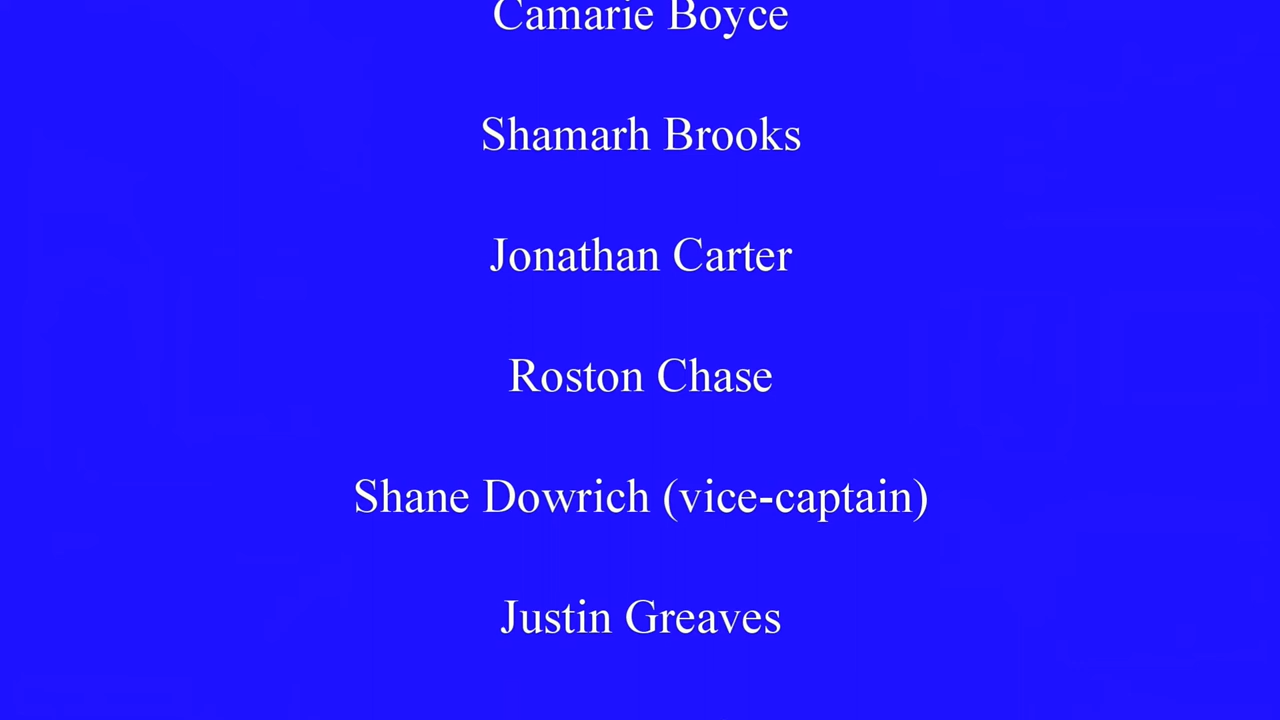 Camarie Boyce
Shamarh Brooks
Jonathan Carter
Roston Chase
Shane Dowrich (vice-captain)
Justin Greaves